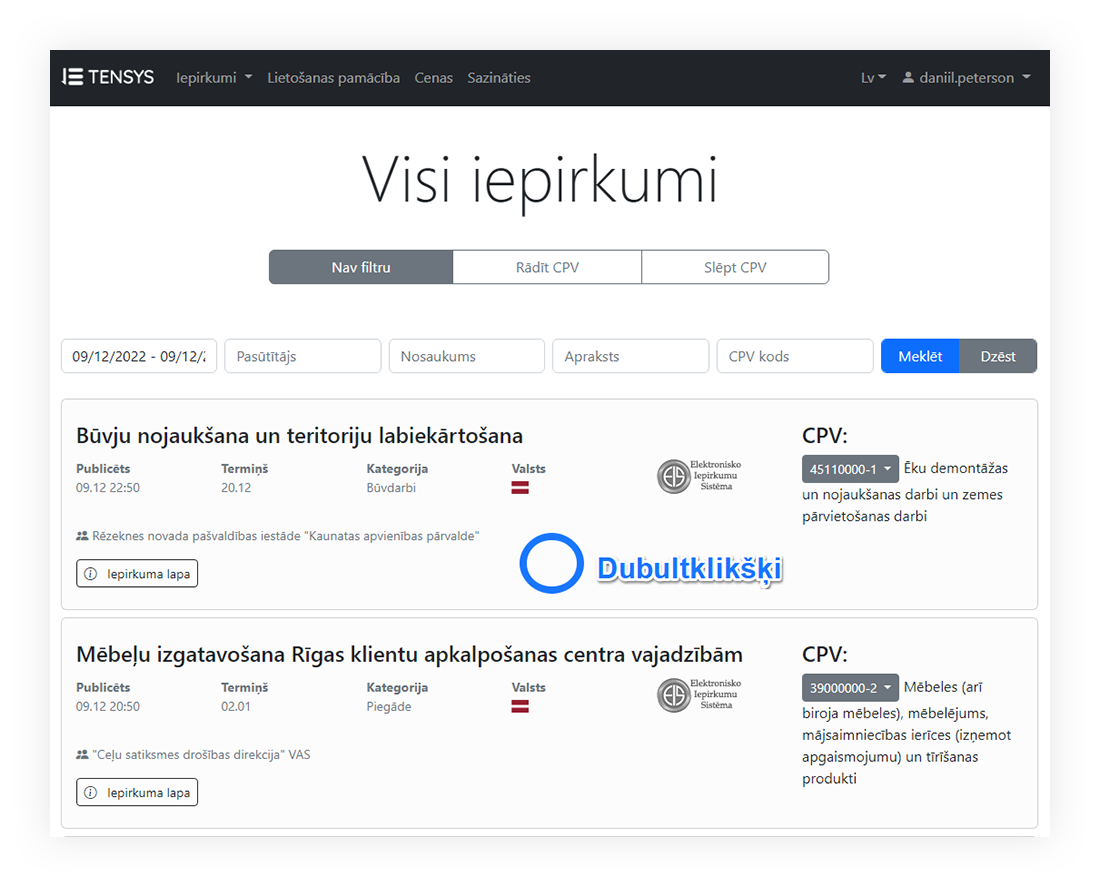 TENSYS Iepirkumi Lietošanas pamācība Cenas Sazināties Lv daniil.peterson
Visi iepirkumi
Nav filtru Rādīt CPV Slēpt CPV
09/12/2022 - 09/12/ Pasūtītājs Nosaukums Apraksts CPV kods Meklēt Dzēst
Būvju nojaukšana un teritoriju labiekārtošana
Publicēts Termiņš Kategorija Valsts
09.12 22:50 20.12 Būvdarbi
EIS Elektronisko
Iepirkumu
Sistēma
Rēzeknes novada pašvaldības iestāde "Kaunatas apvienības pārvalde"
Iepirkuma lapa
Dubultklikšķi
CPV:
45110000-1 Ēku demontāžas
un nojaukšanas darbi un zemes
pārvietošanas darbi
Mēbeļu izgatavošana Rīgas klientu apkalpošanas centra vajadzībām
Publicēts Termiņš Kategorija Valsts
09.12 20:50 02.01 Piegāde
EIS Elektronisko
Iepirkumu
Sistēma
"Ceļu satiksmes drošības direkcija" VAS
Iepirkuma lapa
CPV:
39000000-2 Mēbeles (arī
biroja mēbeles), mēbelējums,
mājsaimniecības ierīces (izņemot
apgaismojumu) un tīrīšanas
produkti